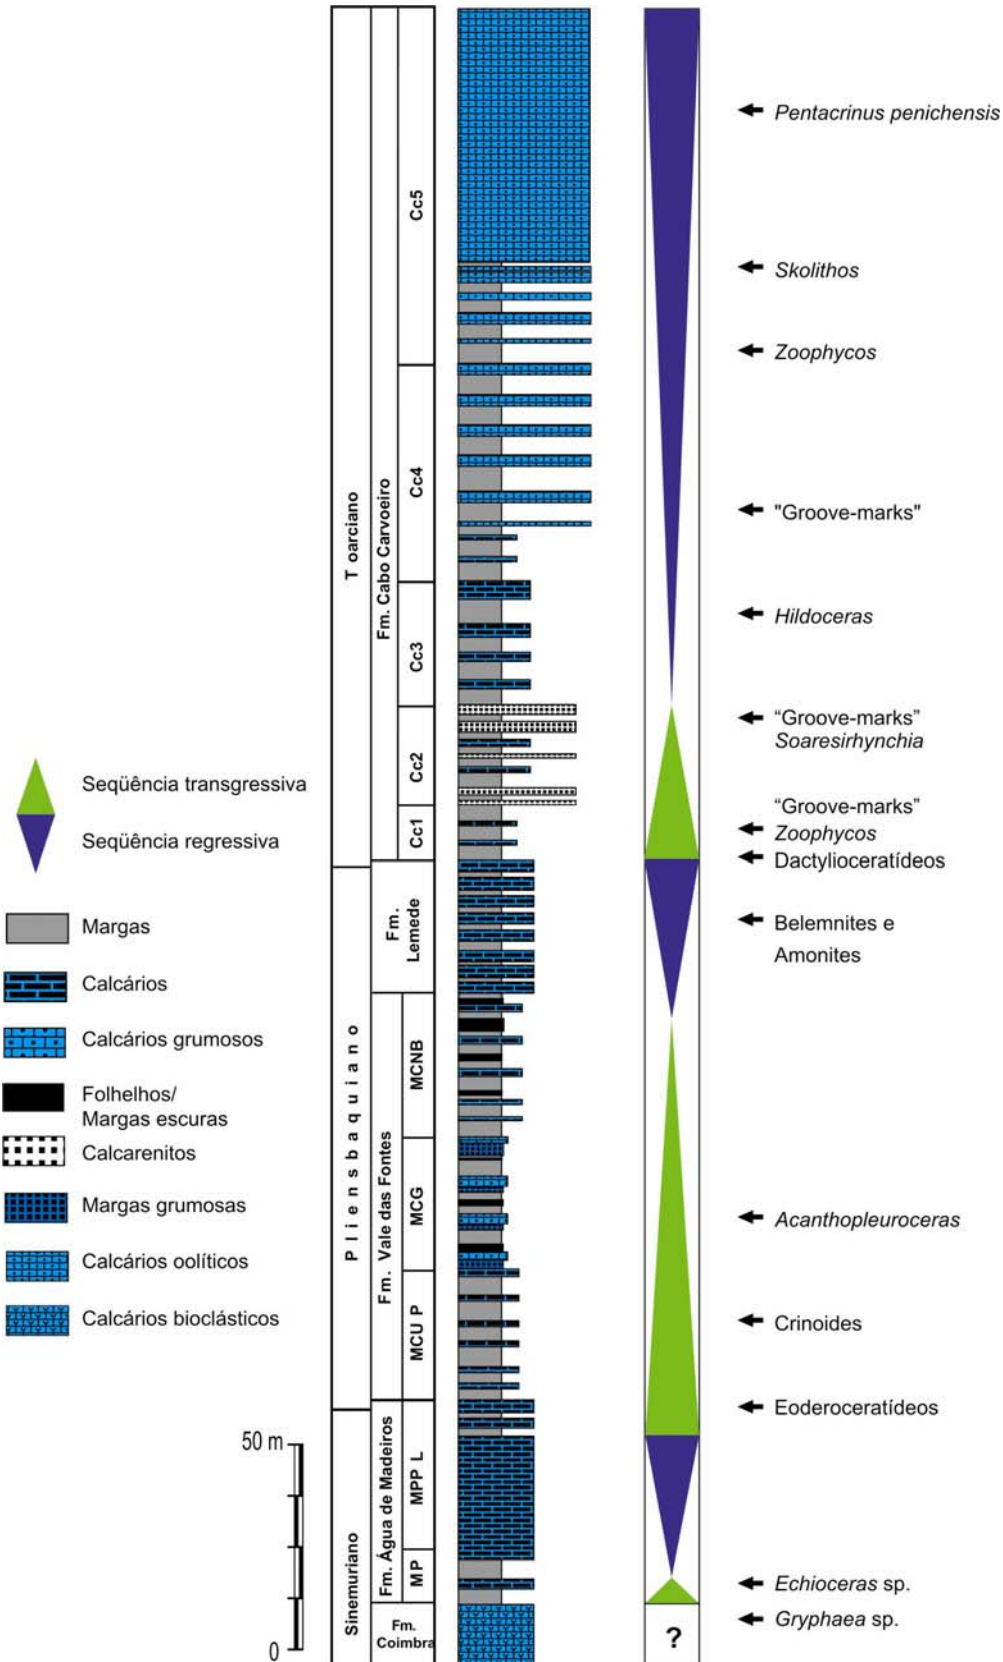 Pentacrinus penichensis
Skolithos
Zoophycos
"Groove-marks"
Hildoceras
“Groove-marks”
Soaresirhynchia
“Groove-marks”
Zoophycos
Dactylioceratídeos
Belemnites e
Amonites
Acanthopleuroceras
Crinoides
Eoderoceratídeos
Echioceras sp.
Gryphaea sp.
?
Toarciano
Pliensbaquiano
Sinemuriano
Fm. Cabo Carvoeiro
Fm.
Lemede
Fm. Vale das Fontes
Fm. Água de Madeiros
Fm.
Coimbra
Cc5
Cc4
Cc3
Cc2
Cc1
MCNB
MCG
MCU P
MPP L
MP
Seqüência transgressiva
Seqüência regressiva
Margas
Calcários
Calcários grumosos
Folhelhos/
Margas escuras
Calcarenitos
Margas grumosas
Calcários oolíticos
Calcários bioclásticos
50 m
0